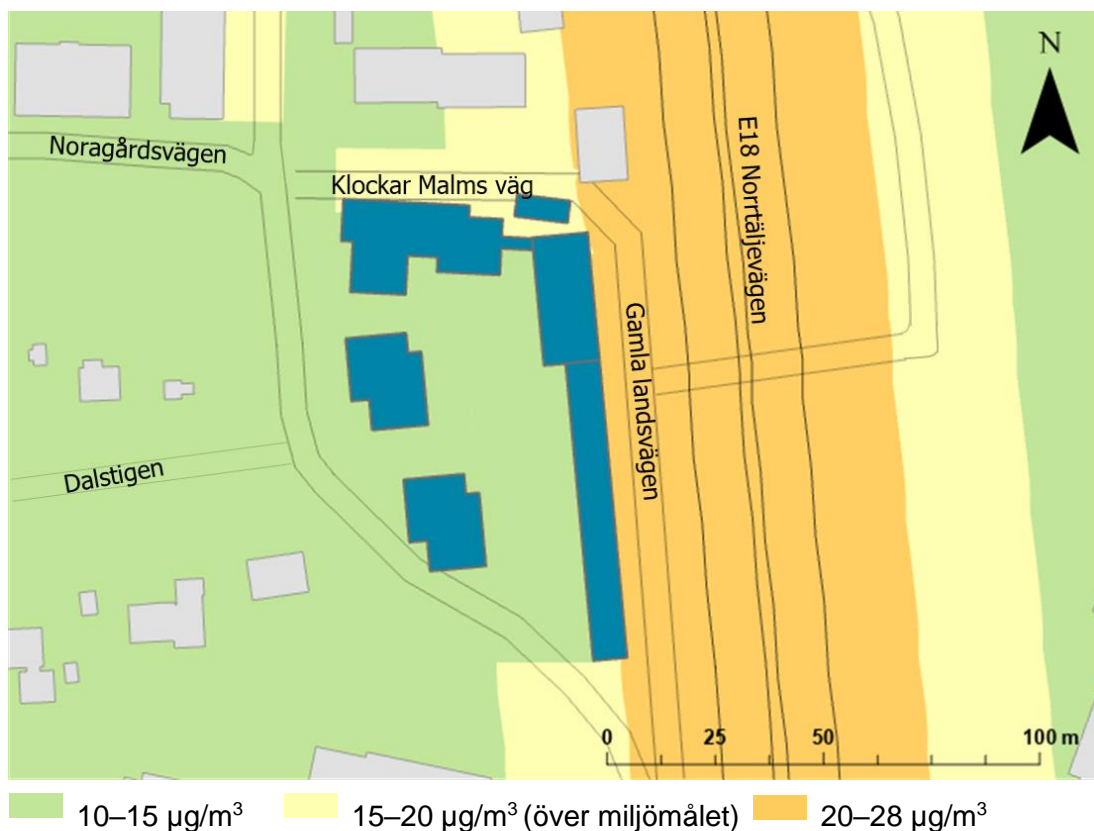 N
Noragårdsvägen
Klockar Malms väg
E18 Norrtäljevägen
Gamla landsvägen
Dalstigen
0 25 50 100 m
10–15 µg/m³ 15–20 µg/m³ (över miljömålet) 20–28 µg/m³